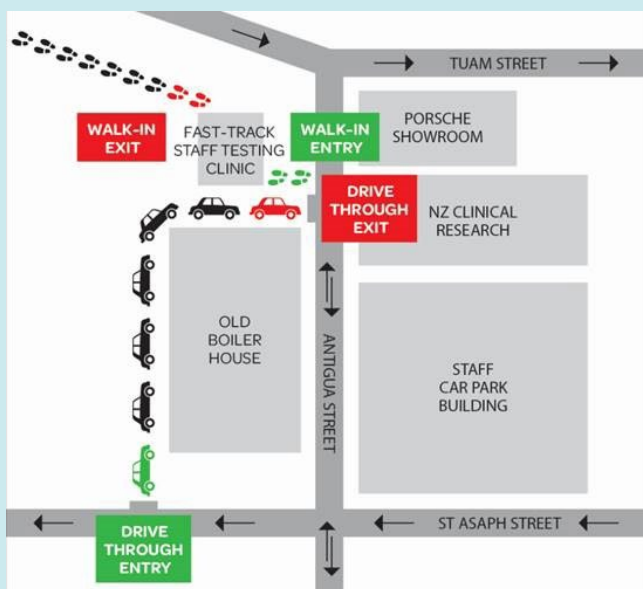 TUAM STREET
WALK-IN
EXIT
FAST-TRACK
STAFF TESTING
CLINIC
WALK-IN
ENTRY
PORSCHE
SHOWROOM
DRIVE
THROUGH
EXIT
NZ CLINICAL
RESEARCH
OLD
BOILER
HOUSE
ANTIGUA STREET
STAFF
CAR PARK
BUILDING
ST ASAPH STREET
DRIVE
THROUGH
ENTRY